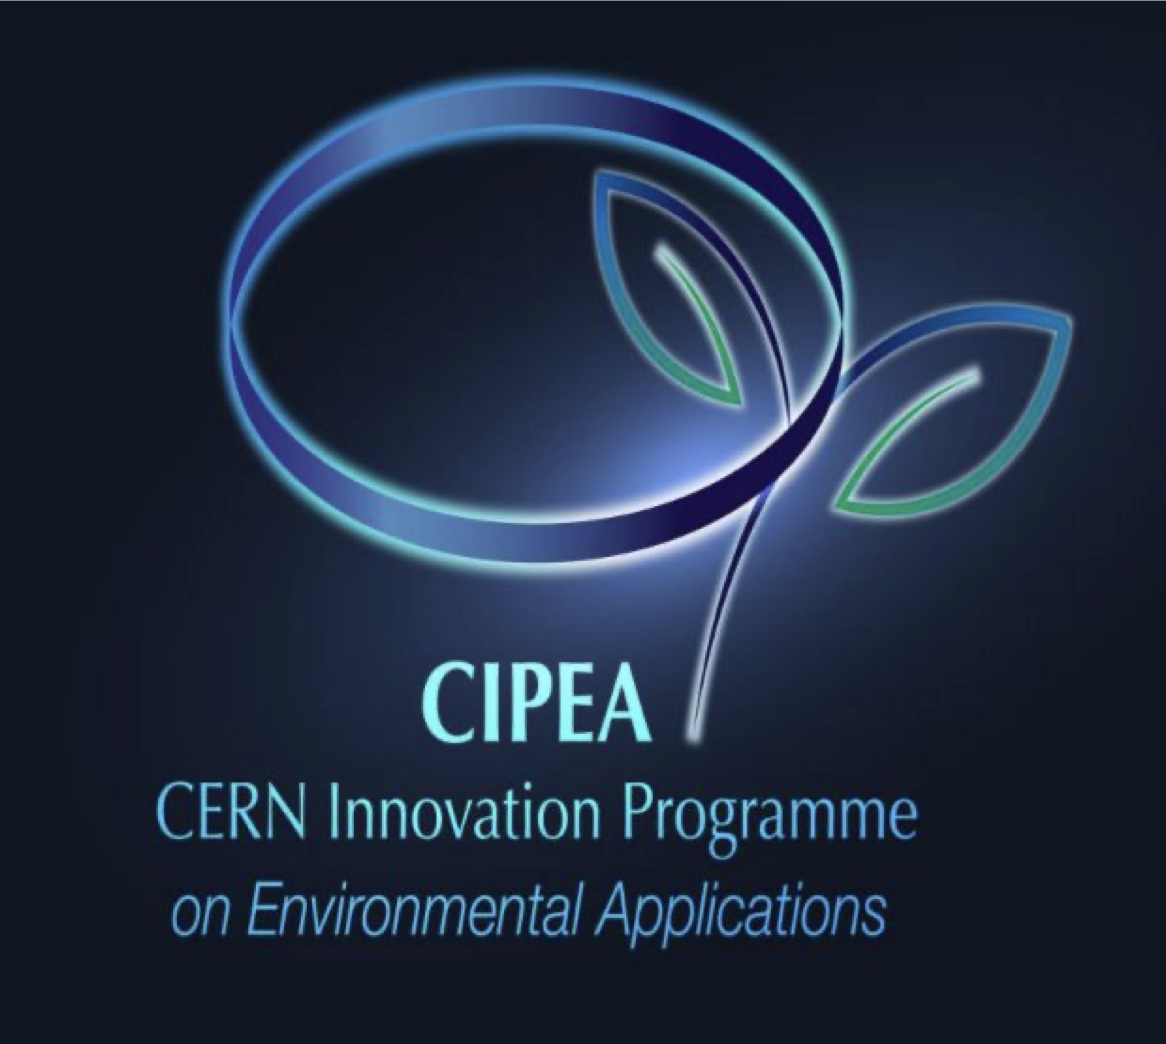 CIPEA
CERN Innovation Programme
on Environmental Applications